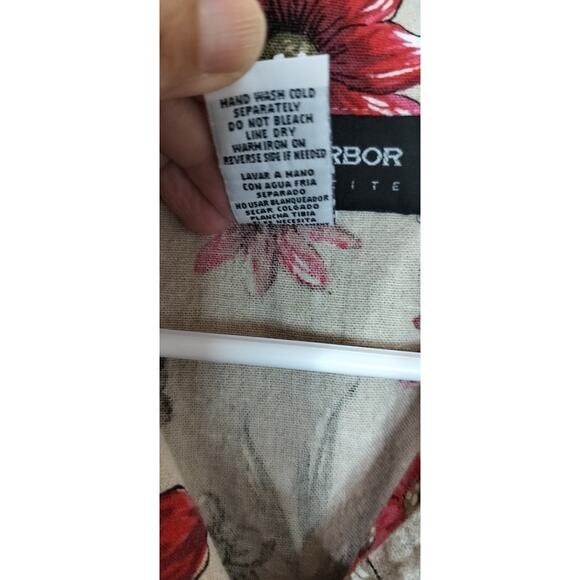 HAND WASH COLD
SEPARATELY
DO NOT BLEACH
LINE DRY
WARM IRON ON
REVERSE SIDE IF NEEDED
LAVAR A MANO
CON AGUA FRIA
SEPARADO
NO USAR BLANQUEADOR
SECAR COLGADO
PLANCHA TIBIA
RBOR
ITE